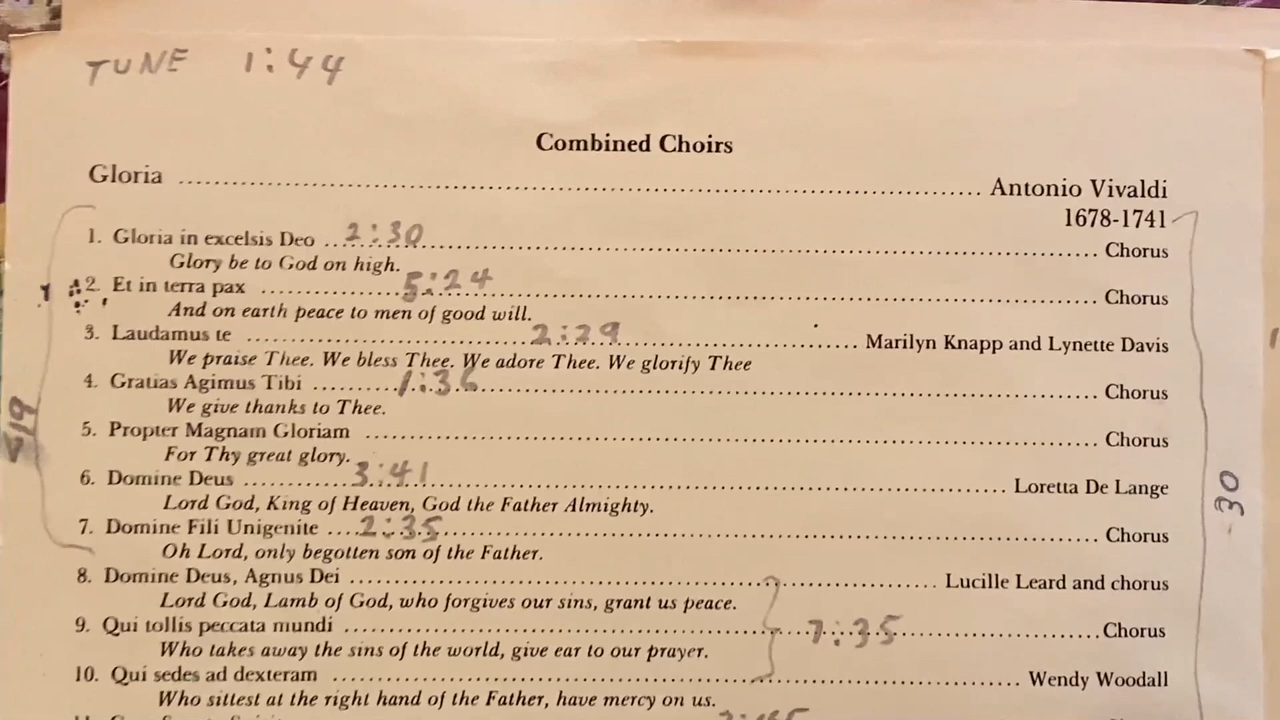 TUNE 1:44
Combined Choirs
Gloria ........ Antonio Vivaldi
1678-1741
1. Gloria in excelsis Deo ... 2:30 ........ Chorus
Glory be to God on high.
2. Et in terra pax ........ 5:24 ........ Chorus
And on earth peace to men of good will.
3. Laudamus te ........ 2:29 ........ Marilyn Knapp and Lynette Davis
We praise Thee. We bless Thee. We adore Thee. We glorify Thee
4. Gratias Agimus Tibi ........ 1:36 ........ Chorus
We give thanks to Thee.
5. Propter Magnam Gloriam ........ Chorus
For Thy great glory.
6. Domine Deus ........ 3:41 ........ Loretta De Lange
Lord God, King of Heaven, God the Father Almighty.
7. Domine Fili Unigenite .... 2:35 ........ Chorus
Oh Lord, only begotten son of the Father.
8. Domine Deus, Agnus Dei ........ Lucille Leard and chorus
Lord God, Lamb of God, who forgives our sins, grant us peace.
9. Qui tollis peccata mundi ........ 7:35 ........ Chorus
Who takes away the sins of the world, give ear to our prayer.
10. Qui sedes ad dexteram ........ Wendy Woodall
Who sittest at the right hand of the Father, have mercy on us.
30